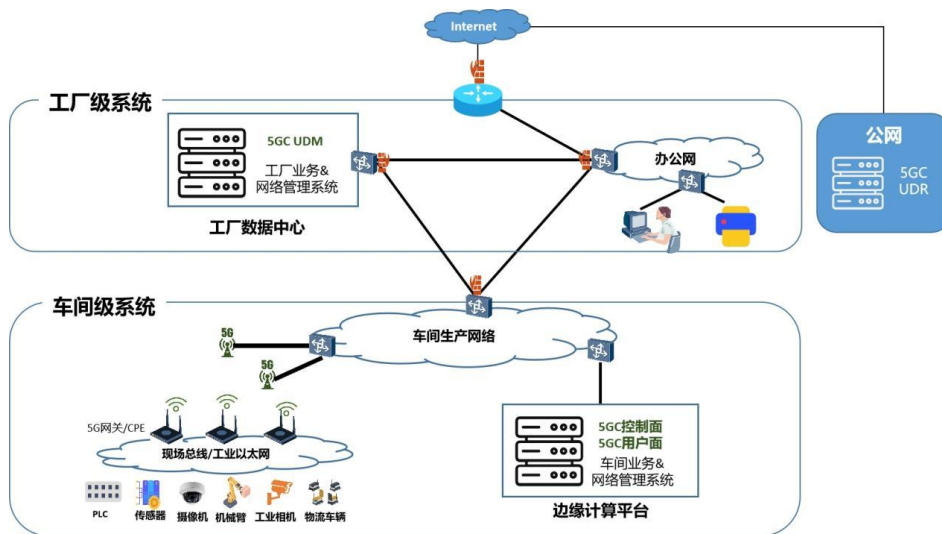 Internet
工厂级系统
5GC UDM
工厂业务&
网络管理系统
工厂数据中心
办公网
公网
5GC
UDR
车间级系统
车间生产网络
5G
5G
5G网关/CPE
现场总线/工业以太网
PLC
传感器
摄像机
机械臂
工业相机
物流车辆
5GC控制面
5GC用户面
车间业务&
网络管理系统
边缘计算平台